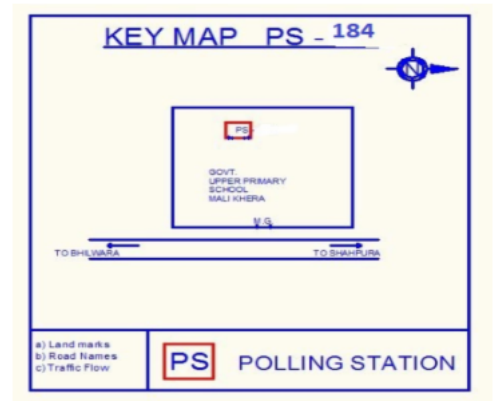 KEY MAP PS - 184
N
PS
GOVT.
UPPER PRIMARY
SCHOOL
MALI KHERA
M.G.
TO BHILWARA
TO SHAHPURA
a) Land marks
b) Road Names
c) Traffic Flow
PS POLLING STATION